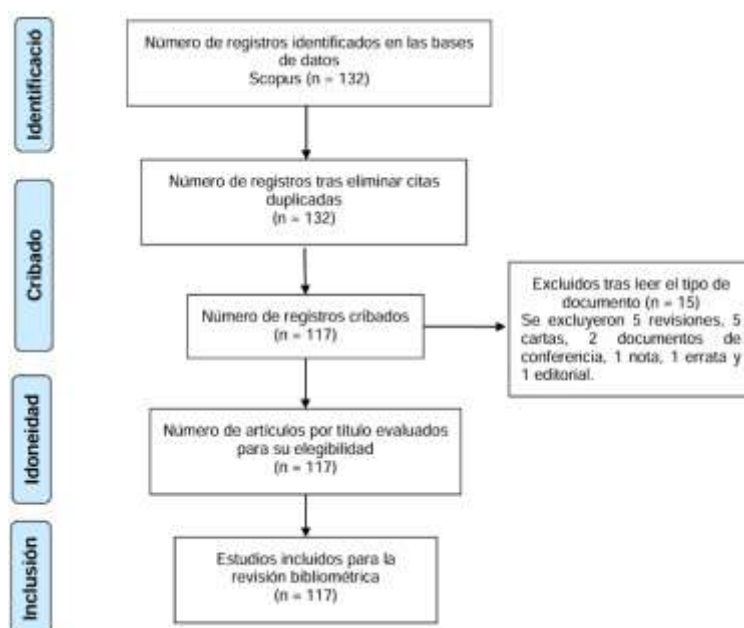 Identificació
Número de registros identificados en las bases
de datos
Scopus (n = 132)
Cribado
Número de registros tras eliminar citas
duplicadas
(n = 132)
Número de registros cribados
(n = 117)
Excluidos tras leer el tipo de
documento (n = 15)
Se excluyeron 5 revisiones, 5
cartas, 2 documentos de
conferencia, 1 nota, 1 errata y
1 editorial.
Idoneidad
Número de artículos por título evaluados
para su elegibilidad
(n = 117)
Inclusión
Estudios incluidos para la
revisión bibliométrica
(n = 117)